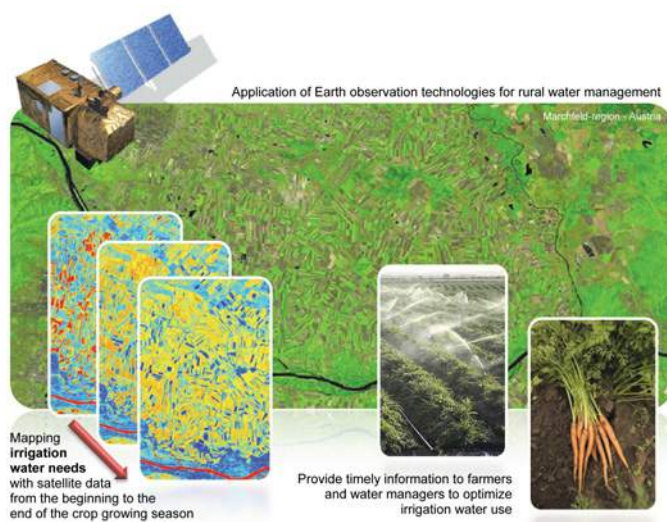 Application of Earth observation technologies for rural water management
Marchfeld-region - Austria
Mapping
irrigation
water needs
with satellite data
from the beginning to the
end of the crop growing season
Provide timely information to farmers
and water managers to optimize
irrigation water use